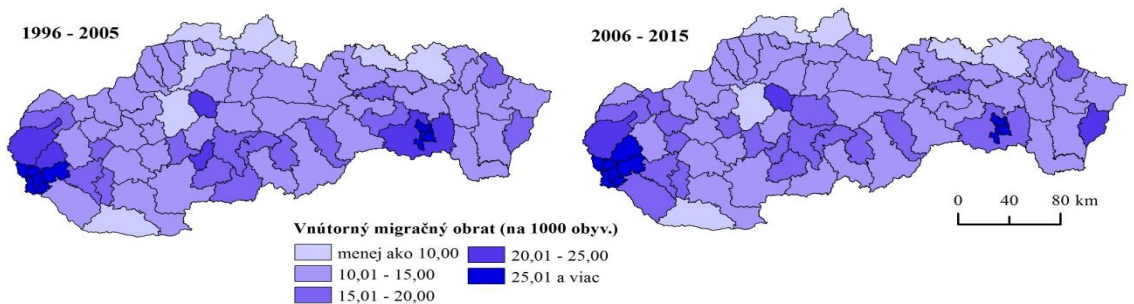 1996 - 2005
2006 - 2015
0 40 80 km
Vnútorný migračný obrat (na 1000 obyv.)
menej ako 10,00
10,01 - 15,00
15,01 - 20,00
20,01 - 25,00
25,01 a viac